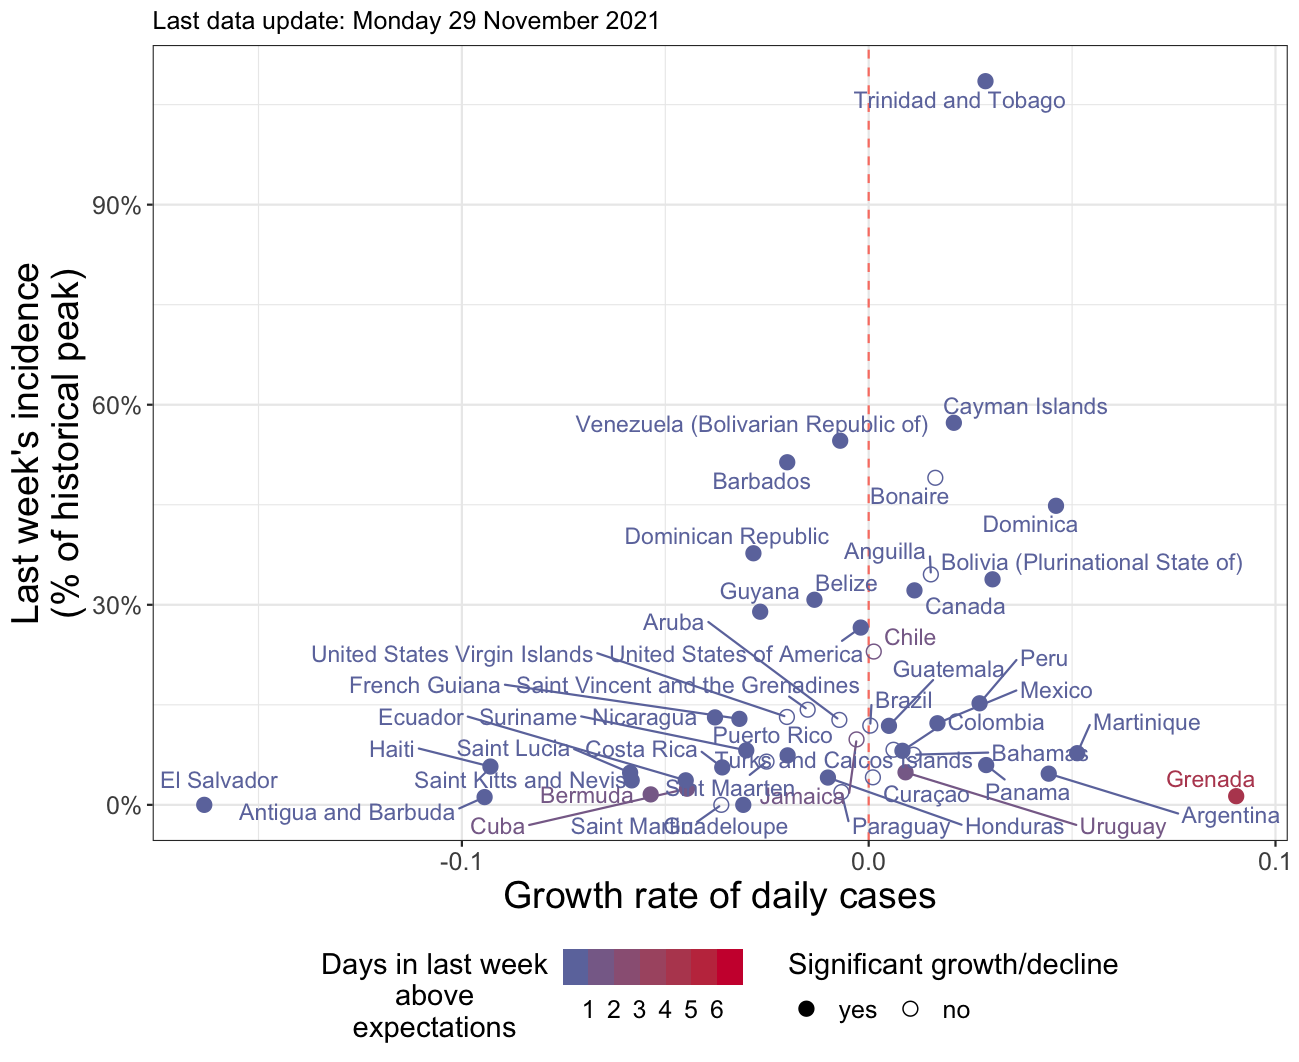 Last data update: Monday 29 November 2021
Last week's incidence
(% of historical peak)
90%
60%
30%
0%
Trinidad and Tobago
Cayman Islands
Venezuela (Bolivarian Republic of)
Barbados
Bonaire
Dominica
Dominican Republic
Anguilla
Bolivia (Plurinational State of)
Guyana
Belize
Canada
Aruba
Chile
United States Virgin Islands
United States of America
Peru
Guatemala
French Guiana
Saint Vincent and the Grenadines
Mexico
Brazil
Ecuador
Suriname
Nicaragua
Colombia
Martinique
Puerto Rico
Haiti
Saint Lucia
Costa Rica
Bahamas
Turks and Caicos Islands
El Salvador
Saint Kitts and Nevis
Grenada
Sint Maarten
Bermuda
Jamaica
Curaçao
Panama
Antigua and Barbuda
Argentina
Cuba
Saint Martin
Guadeloupe
Paraguay
Honduras
Uruguay
-0.1
0.0
0.1
Growth rate of daily cases
Days in last week
above
expectations
1 2 3 4 5 6
Significant growth/decline
yes
no